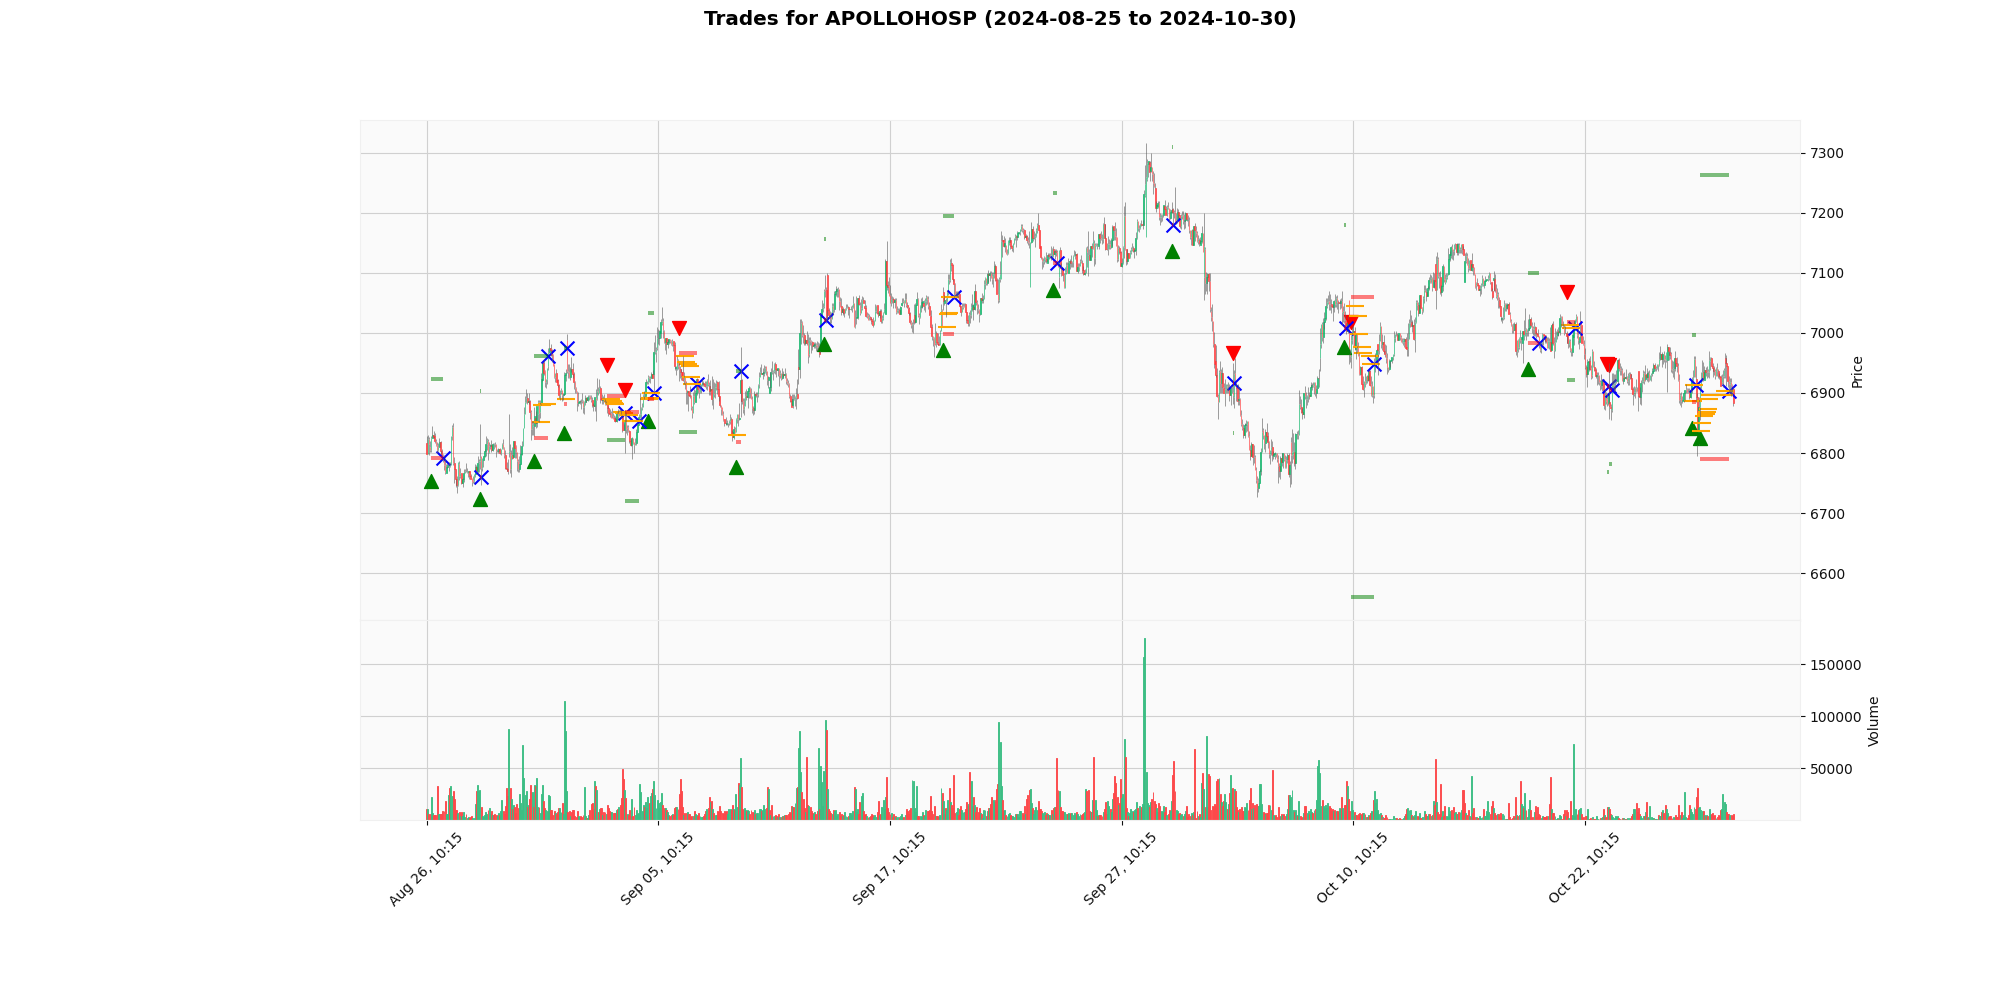 Trades for APOLLOHOSP (2024-08-25 to 2024-10-30)
7300
7200
7100
7000
6900
6800
6700
6600
Price
150000
100000
50000
Volume
Aug 26, 10:15
Sep 05, 10:15
Sep 17, 10:15
Sep 27, 10:15
Oct 10, 10:15
Oct 22, 10:15